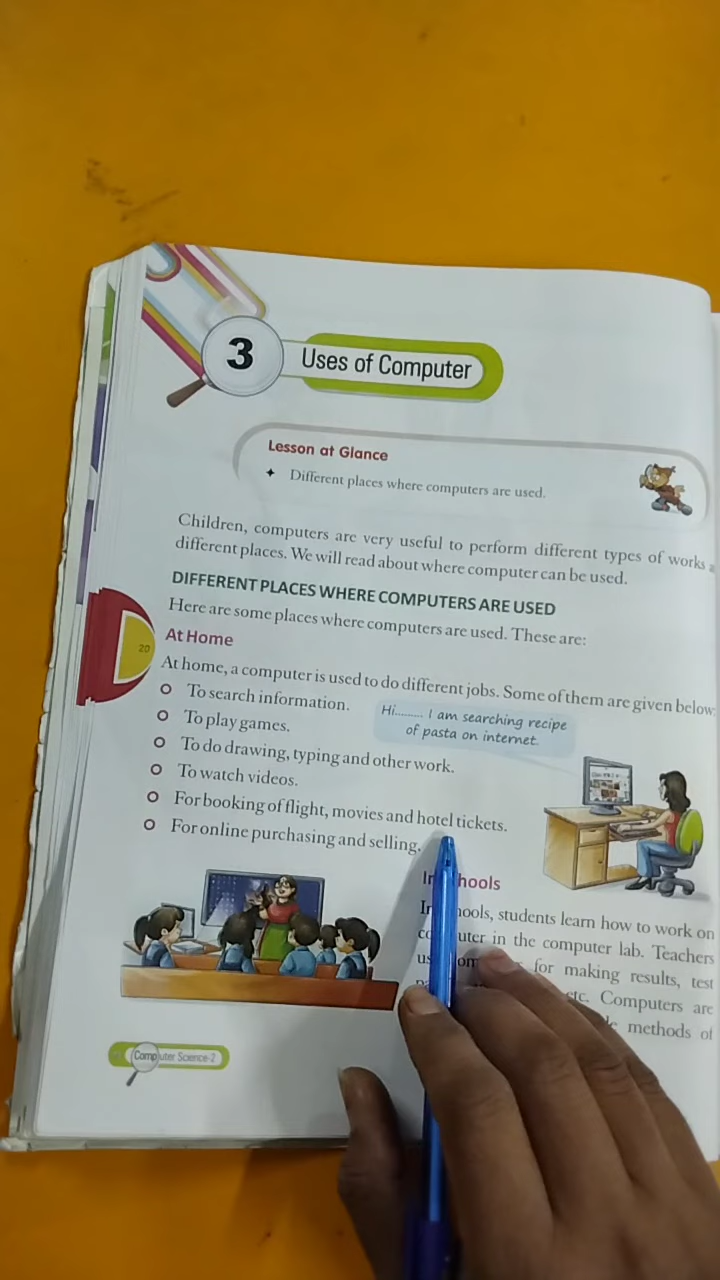 3
Uses of Computer
Lesson at Glance
✦ Different places where computers are used.
Children, computers are very useful to perform different types of works
different places. We will read about where computer can be used.
DIFFERENT PLACES WHERE COMPUTERS ARE USED
Here are some places where computers are used. These are:
20
At Home
At home, a computer is used to do different jobs. Some of them are given below
To search information.
Hi......... I am searching recipe
of pasta on internet.
To play games.
To do drawing, typing and other work.
To watch videos.
For booking of flight, movies and hotel tickets.
For online purchasing and selling.
In
hools, students learn how to work on
in the computer lab. Teachers
for making results, test
etc. Computers are
methods of
Computer Science-2